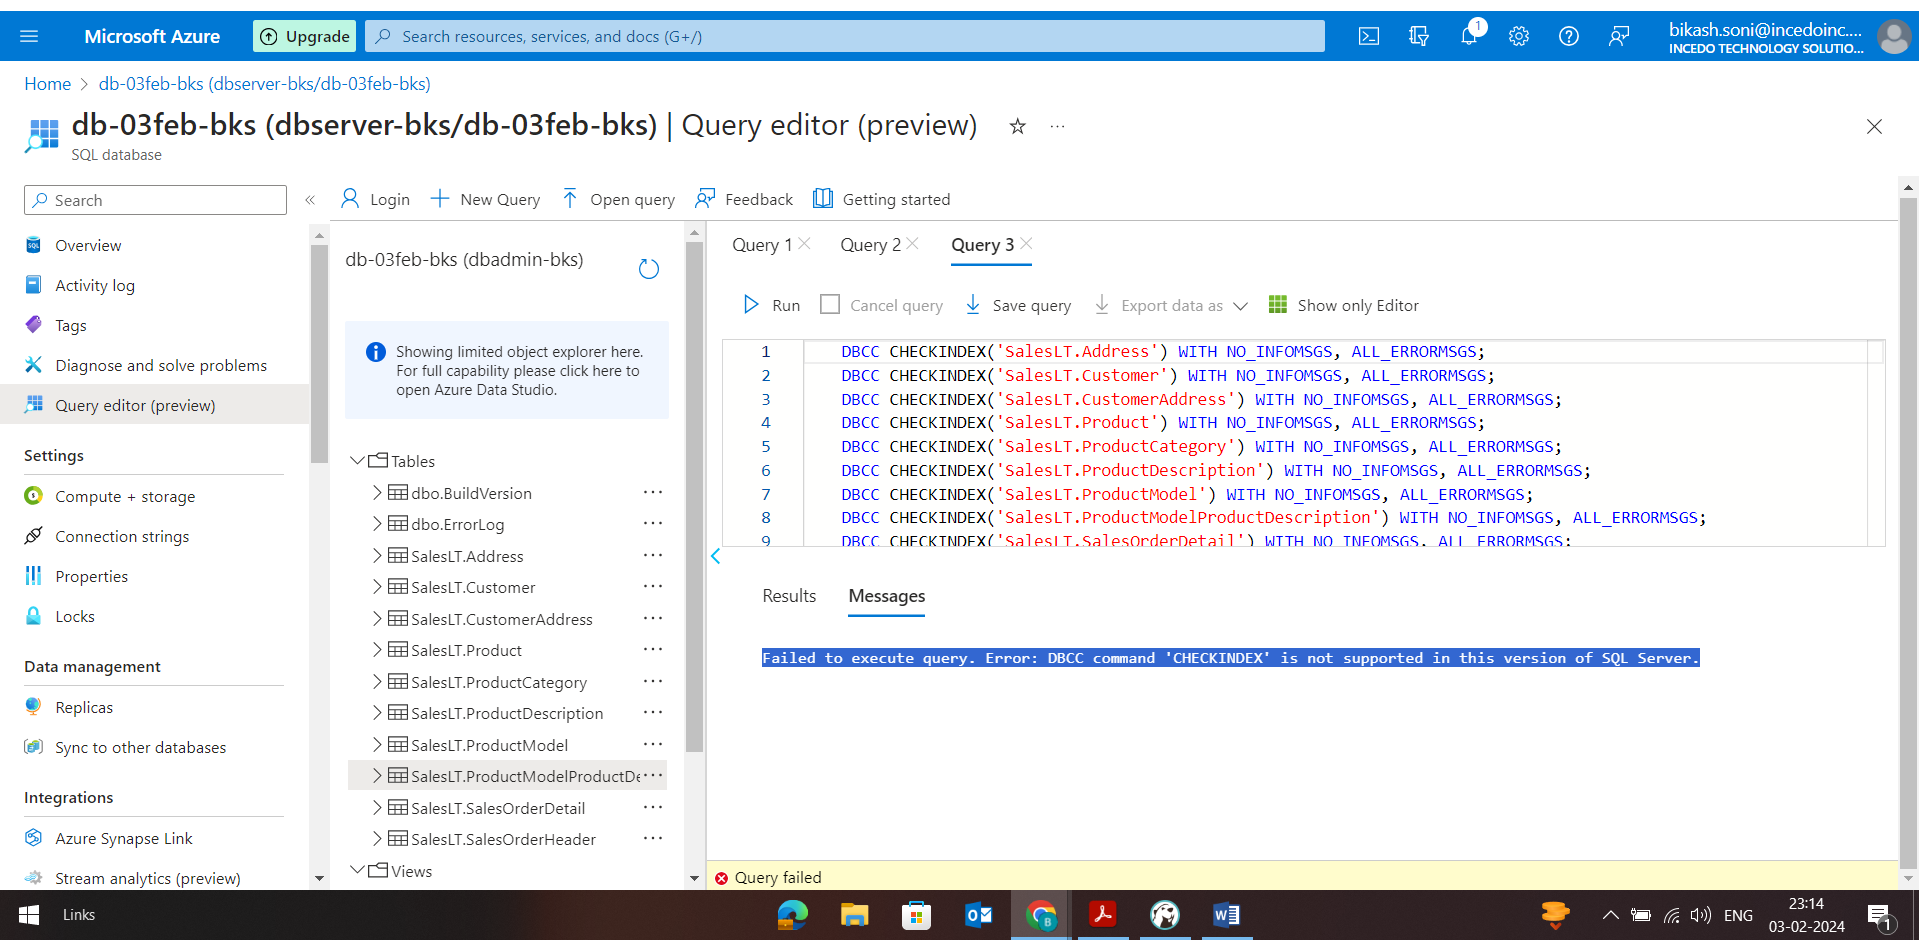 Microsoft Azure
Upgrade
Search resources, services, and docs (G+/)
1
bikash.soni@incedoinc....
INCEDO TECHNOLOGY SOLUTIO...
Home > db-03feb-bks (dbserver-bks/db-03feb-bks)
db-03feb-bks (dbserver-bks/db-03feb-bks) | Query editor (preview)
SQL database
Search
Overview
Activity log
Tags
Diagnose and solve problems
Query editor (preview)
Settings
Compute + storage
Connection strings
Properties
Locks
Data management
Replicas
Sync to other databases
Integrations
Azure Synapse Link
Stream analytics (preview)
Login
New Query
Open query
Feedback
Getting started
db-03feb-bks (dbadmin-bks)
Showing limited object explorer here.
For full capability please click here to
open Azure Data Studio.
Tables
dbo.BuildVersion
dbo.ErrorLog
SalesLT.Address
SalesLT.Customer
SalesLT.CustomerAddress
SalesLT.Product
SalesLT.ProductCategory
SalesLT.ProductDescription
SalesLT.ProductModel
SalesLT.ProductModelProductDe
SalesLT.SalesOrderDetail
SalesLT.SalesOrderHeader
Views
Query 1
Query 2
Query 3
Run
Cancel query
Save query
Export data as
Show only Editor
1 DBCC CHECKINDEX('SalesLT.Address') WITH NO_INFOMSGS, ALL_ERRORMSGS;
2 DBCC CHECKINDEX('SalesLT.Customer') WITH NO_INFOMSGS, ALL_ERRORMSGS;
3 DBCC CHECKINDEX('SalesLT.CustomerAddress') WITH NO_INFOMSGS, ALL_ERRORMSGS;
4 DBCC CHECKINDEX('SalesLT.Product') WITH NO_INFOMSGS, ALL_ERRORMSGS;
5 DBCC CHECKINDEX('SalesLT.ProductCategory') WITH NO_INFOMSGS, ALL_ERRORMSGS;
6 DBCC CHECKINDEX('SalesLT.ProductDescription') WITH NO_INFOMSGS, ALL_ERRORMSGS;
7 DBCC CHECKINDEX('SalesLT.ProductModel') WITH NO_INFOMSGS, ALL_ERRORMSGS;
8 DBCC CHECKINDEX('SalesLT.ProductModelProductDescription') WITH NO_INFOMSGS, ALL_ERRORMSGS;
9 DBCC CHECKINDEX('SalesLT.SalesOrderDetail') WITH NO_INFOMSGS, ALL_ERRORMSGS;
Results
Messages
Failed to execute query. Error: DBCC command 'CHECKINDEX' is not supported in this version of SQL Server.
Query failed
Links
ENG
23:14
03-02-2024
1